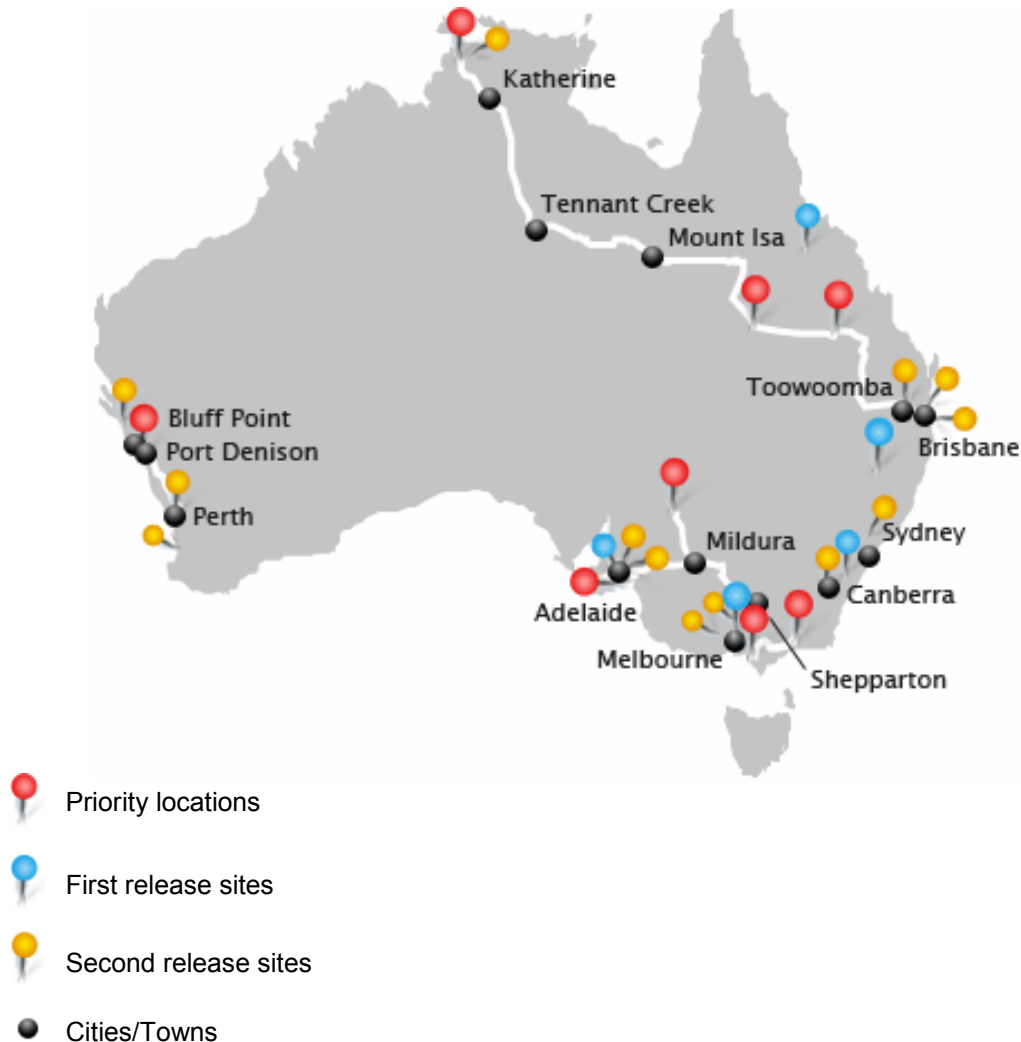 Katherine
Tennant Creek
Mount Isa
Toowoomba
Bluff Point
Brisbane
Port Denison
Perth
Sydney
Mildura
Canberra
Adelaide
Melbourne
Shepparton
Priority locations
First release sites
Second release sites
Cities/Towns